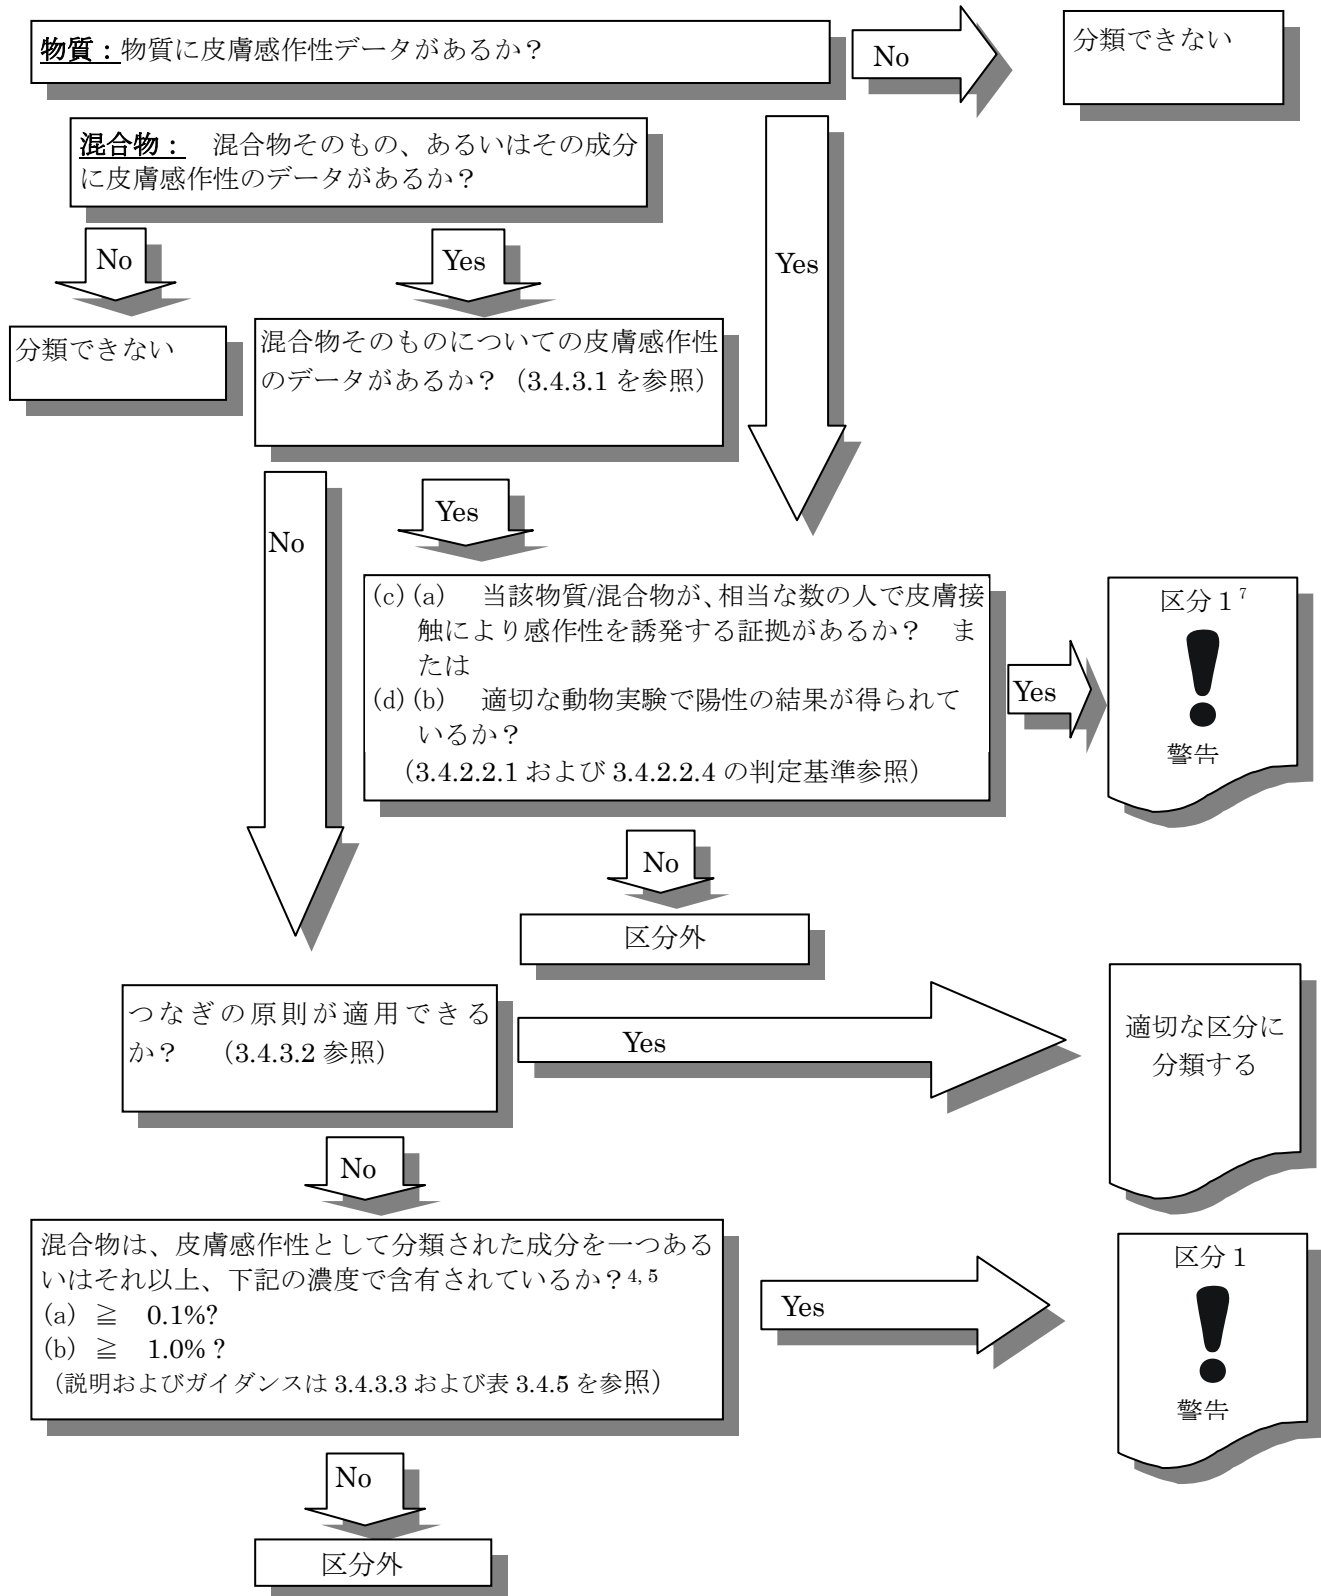 物質：物質に皮膚感作性データがあるか？
No
分類できない
混合物：　混合物そのもの、あるいはその成分
に皮膚感作性のデータがあるか？
No
Yes
Yes
分類できない
混合物そのものについての皮膚感作性
のデータがあるか？（3.4.3.1 を参照）
No
Yes
(c) (a)　当該物質/混合物が、相当な数の人で皮膚接
触により感作性を誘発する証拠があるか？　ま
たは
(d) (b)　適切な動物実験で陽性の結果が得られて
いるか？
（3.4.2.2.1 および 3.4.2.2.4 の判定基準参照）
Yes
区分 1 7
警告
No
区分外
つなぎの原則が適用できる
か？　（3.4.3.2 参照）
Yes
適切な区分に
分類する
No
混合物は、皮膚感作性として分類された成分を一つある
いはそれ以上、下記の濃度で含有されているか？4, 5
(a) ≧　0.1%?
(b) ≧　1.0%？
（説明およびガイダンスは 3.4.3.3 および表 3.4.5 を参照）
Yes
区分 1
警告
No
区分外